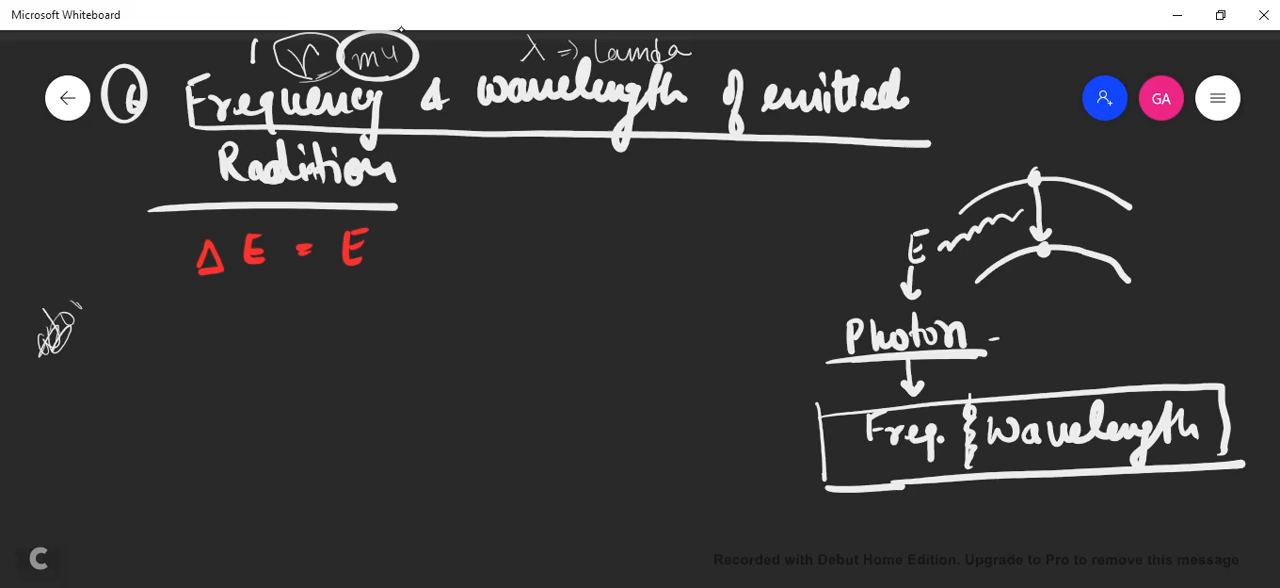 Microsoft Whiteboard
ν mu λ => Lamda
Q Frequency & wavelength of emitted
Radition
GA
Δ E = E
E
Photon
Freq. Wavelength
C
Recorded with Debut Home Edition. Upgrade to Pro to remove this message